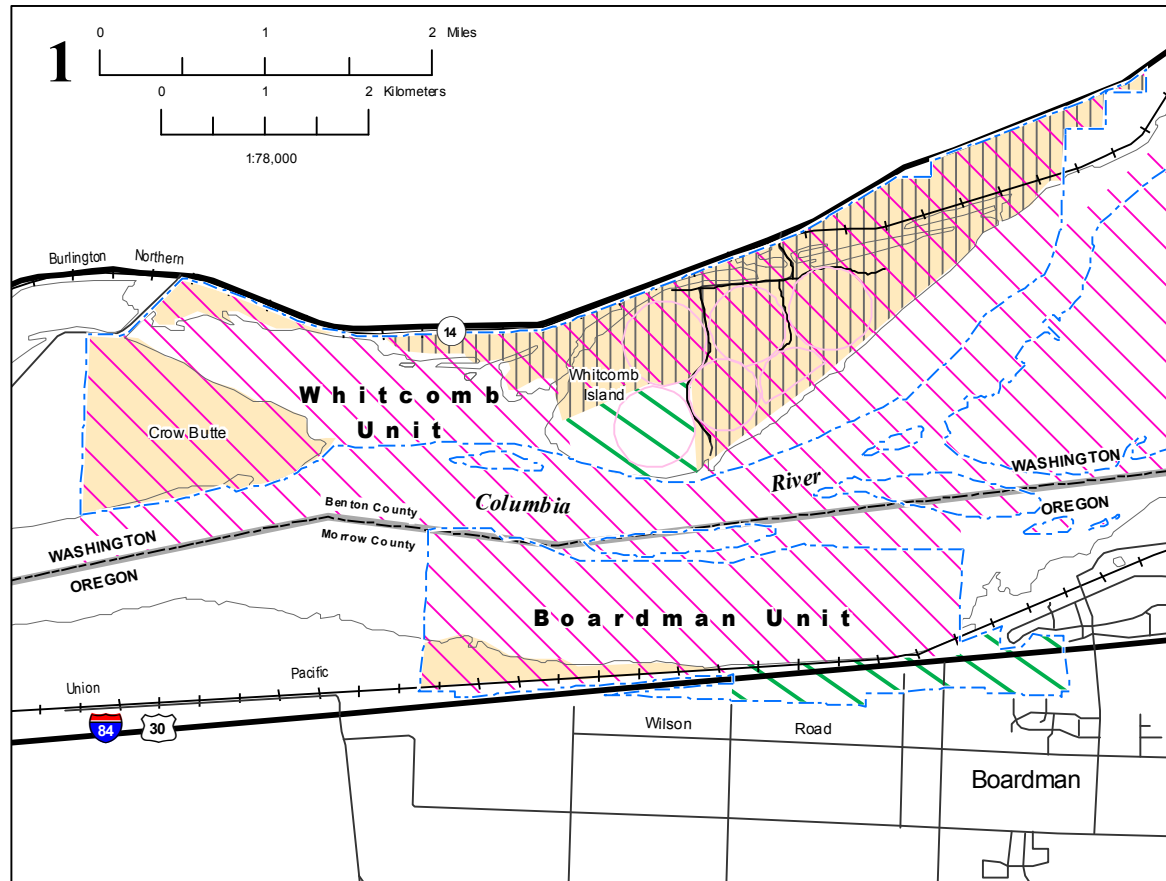 1
0 1 2 Miles
0 1 2 Kilometers
1:78,000
Burlington Northern
14
Whitcomb
Island
Whitcomb
Unit
Crow Butte
Columbia River
WASHINGTON
OREGON
Benton County
Morrow County
WASHINGTON
OREGON
Boardman Unit
Union Pacific
84
30
Wilson Road
Boardman